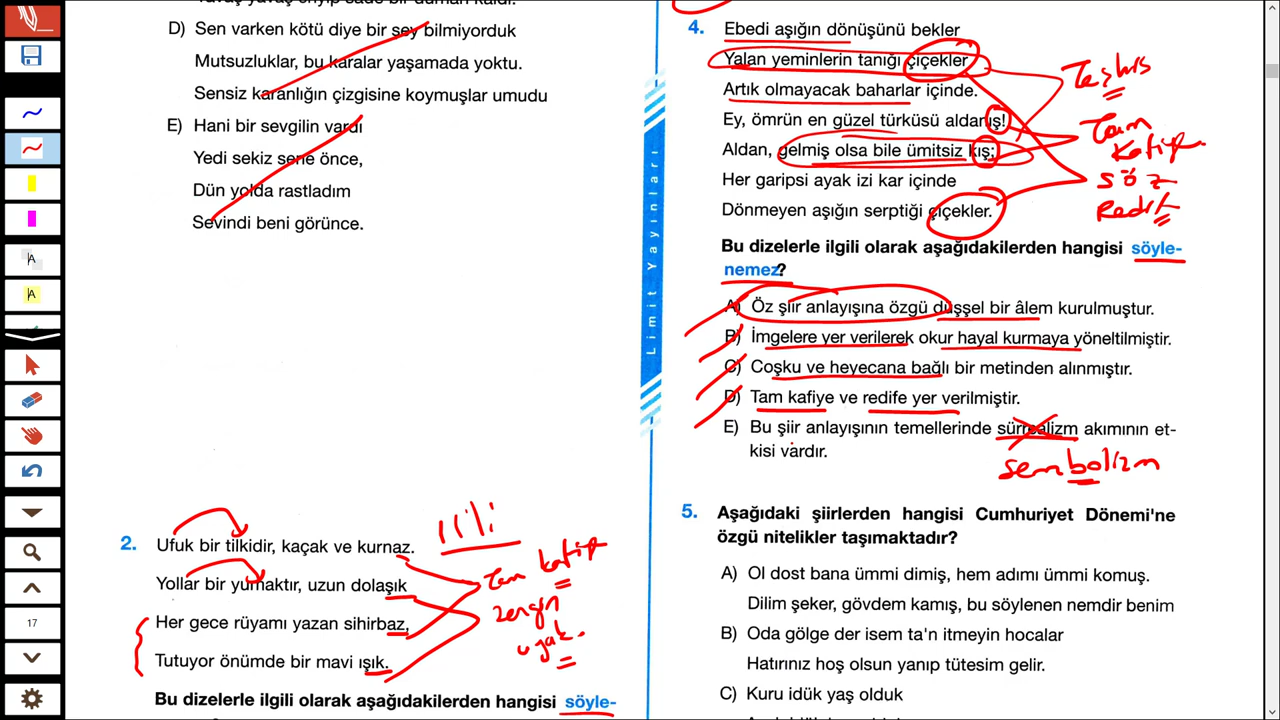 Yavaş yavaş eriyip sade bir duman kaldı.
D) Sen varken kötü diye bir şey bilmiyorduk
Mutsuzluklar, bu karalar yaşamada yoktu.
Sensiz karanlığın çizgisine koymuşlar umudu
E) Hani bir sevgilin vardı
Yedi sekiz sene önce,
Dün yolda rastladım
Sevindi beni görünce.
2. Ufuk bir tilkidir, kaçak ve kurnaz.
Yollar bir yumaktır, uzun dolaşık
Her gece rüyamı yazan sihirbaz,
Tutuyor önümde bir mavi ışık.
Bu dizelerle ilgili olarak aşağıdakilerden hangisi söyle-
11'li
Tam kafiye
zengin
uyak.
Limit Yayınları
4. Ebedi aşığın dönüşünü bekler
Yalan yeminlerin tanığı çiçekler
Artık olmayacak baharlar içinde.
Ey, ömrün en güzel türküsü aldanış!
Aldan, gelmiş olsa bile ümitsiz kış;
Her garipsi ayak izi kar içinde
Dönmeyen aşığın serptiği çiçekler.
Teşhis
Tam
kafiye
söz
Redif
Bu dizelerle ilgili olarak aşağıdakilerden hangisi söyle-
nemez?
A) Öz şiir anlayışına özgü düşsel bir âlem kurulmuştur.
B) İmgelere yer verilerek okur hayal kurmaya yöneltilmiştir.
C) Coşku ve heyecana bağlı bir metinden alınmıştır.
D) Tam kafiye ve redife yer verilmiştir.
E) Bu şiir anlayışının temellerinde sürrealizm akımının et-
kisi vardır.
sembolizm
5. Aşağıdaki şiirlerden hangisi Cumhuriyet Dönemi'ne
özgü nitelikler taşımaktadır?
A) Ol dost bana ümmi dimiş, hem adımı ümmi komuş.
Dilim şeker, gövdem kamış, bu söylenen nemdir benim
B) Oda gölge der isem ta'n itmeyin hocalar
Hatırınız hoş olsun yanıp tütesim gelir.
C) Kuru idük yaş olduk
A
A
17